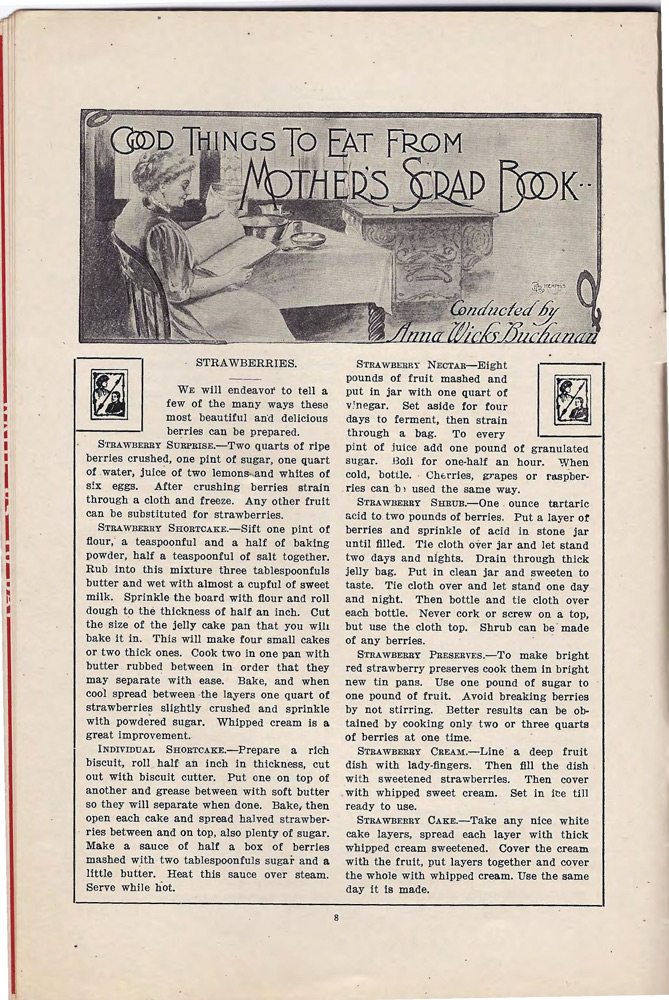 GOOD THINGS TO EAT FROM
MOTHER'S SCRAP BOOK..
MEMPHIS
Conducted by
Anna Wicks Buchanan
STRAWBERRIES.
WE will endeavor to tell a
few of the many ways these
most beautiful and delicious
berries can be prepared.
STRAWBERRY SURPRISE.—Two quarts of ripe
berries crushed, one pint of sugar, one quart
of water, juice of two lemons and whites of
six eggs. After crushing berries strain
through a cloth and freeze. Any other fruit
can be substituted for strawberries.
STRAWBERRY SHORTCAKE.—Sift one pint of
flour, a teaspoonful and a half of baking
powder, half a teaspoonful of salt together.
Rub into this mixture three tablespoonfuls
butter and wet with almost a cupful of sweet
milk. Sprinkle the board with flour and roll
dough to the thickness of half an inch. Cut
the size of the jelly cake pan that you will
bake it in. This will make four small cakes
or two thick ones. Cook two in one pan with
butter rubbed between in order that they
may separate with ease. Bake, and when
cool spread between the layers one quart of
strawberries slightly crushed and sprinkle
with powdered sugar. Whipped cream is a
great improvement.
INDIVIDUAL SHORTCAKE.—Prepare a rich
biscuit, roll half an inch in thickness, cut
out with biscuit cutter. Put one on top of
another and grease between with soft butter
so they will separate when done. Bake, then
open each cake and spread halved strawber-
ries between and on top, also plenty of sugar.
Make a sauce of half a box of berries
mashed with two tablespoonfuls sugar and a
little butter. Heat this sauce over steam.
Serve while hot.
STRAWBERRY NECTAR—Eight
pounds of fruit mashed and
put in jar with one quart of
vinegar. Set aside for four
days to ferment, then strain
through a bag. To every
pint of juice add one pound of granulated
sugar. Boil for one-half an hour. When
cold, bottle. Cherries, grapes or raspber-
ries can be used the same way.
STRAWBERRY SHRUB.—One ounce tartaric
acid to two pounds of berries. Put a layer of
berries and sprinkle of acid in stone jar
until filled. Tie cloth over jar and let stand
two days and nights. Drain through thick
jelly bag. Put in clean jar and sweeten to
taste. Tie cloth over and let stand one day
and night. Then bottle and tie cloth over
each bottle. Never cork or screw on a top,
but use the cloth top. Shrub can be made
of any berries.
STRAWBERRY PRESERVES.—To make bright
red strawberry preserves cook them in bright
new tin pans. Use one pound of sugar to
one pound of fruit. Avoid breaking berries
by not stirring. Better results can be ob-
tained by cooking only two or three quarts
of berries at one time.
STRAWBERRY CREAM.—Line a deep fruit
dish with lady-fingers. Then fill the dish
with sweetened strawberries. Then cover
with whipped sweet cream. Set in ice till
ready to use.
STRAWBERRY CAKE.—Take any nice white
cake layers, spread each layer with thick
whipped cream sweetened. Cover the cream
with the fruit, put layers together and cover
the whole with whipped cream. Use the same
day it is made.
8